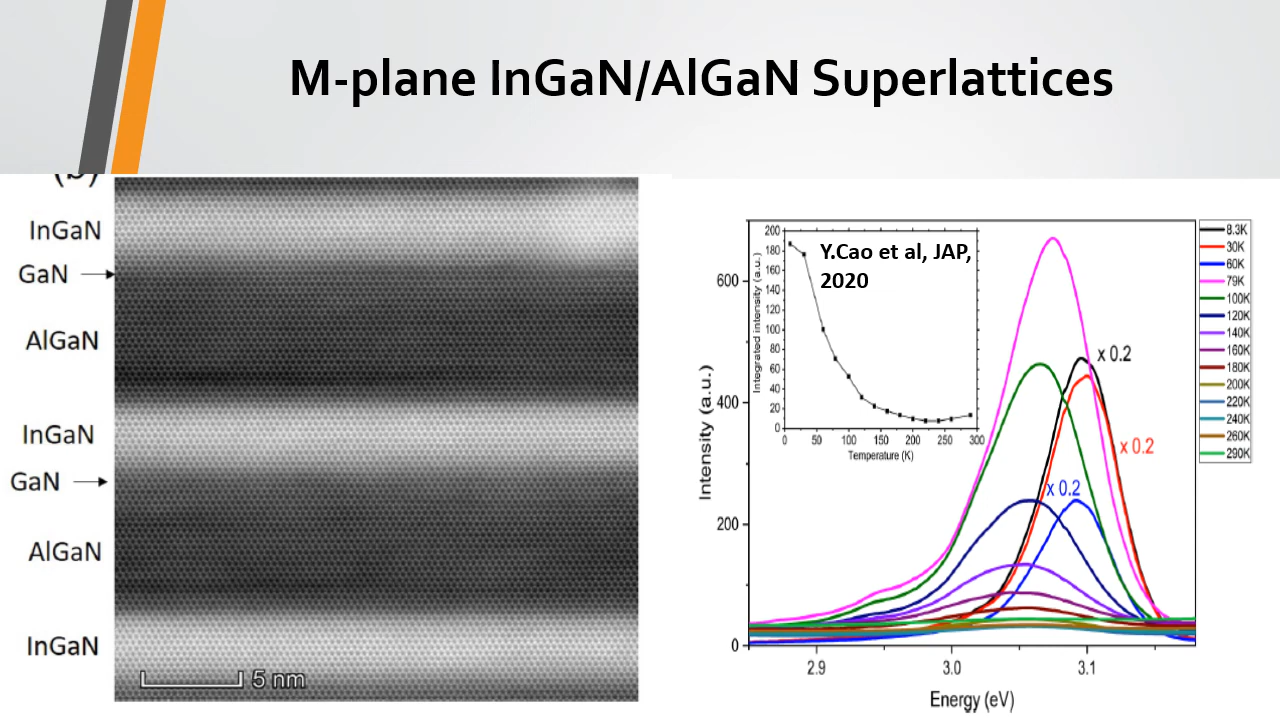 M-plane InGaN/AlGaN Superlattices
(b)
InGaN
GaN
AlGaN
InGaN
GaN
AlGaN
InGaN
5 nm
Y.Cao et al, JAP,
2020
Integrated intensity (a.u.)
200
180
160
140
120
100
80
60
40
20
0
0 50 100 150 200 250 300
Temperature (K)
x 0.2
x 0.2
x 0.2
Intensity (a.u.)
600
400
200
0
2.9 3.0 3.1
Energy (eV)
8.3K
30K
60K
79K
100K
120K
140K
160K
180K
200K
220K
240K
260K
290K